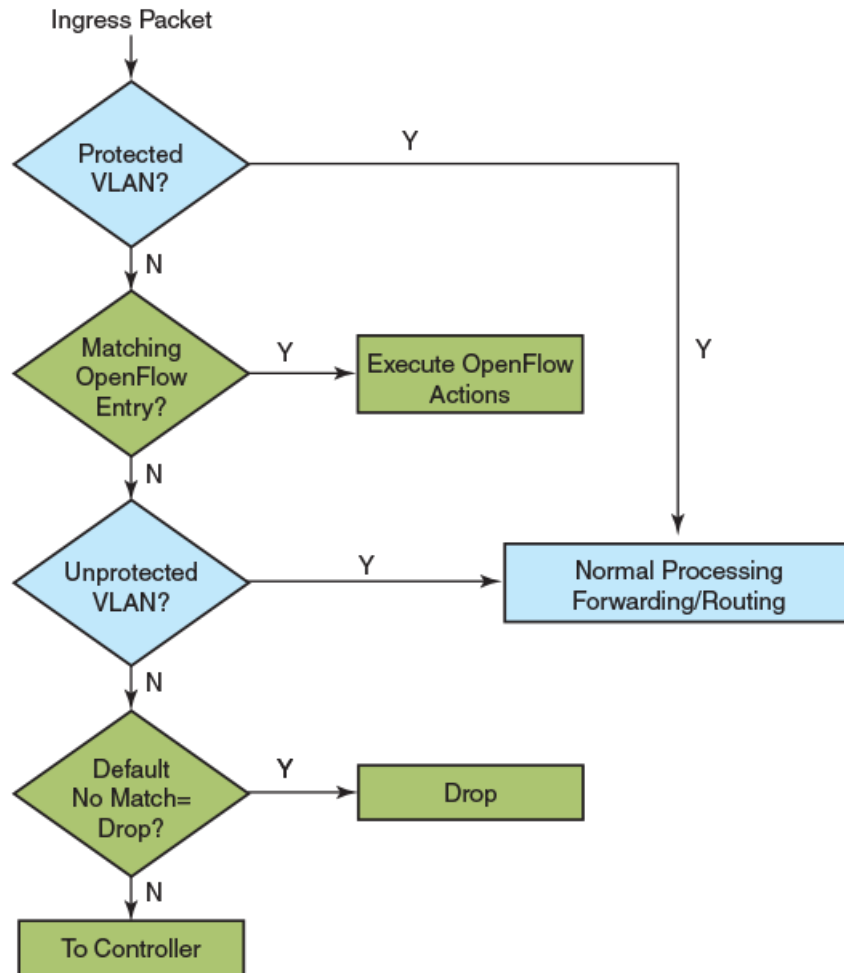 Ingress Packet
Protected
VLAN?
Y
Y
N
Matching
OpenFlow
Entry?
Y
Execute OpenFlow
Actions
N
Unprotected
VLAN?
Y
Normal Processing
Forwarding/Routing
N
Default
No Match=
Drop?
Y
Drop
N
To Controller